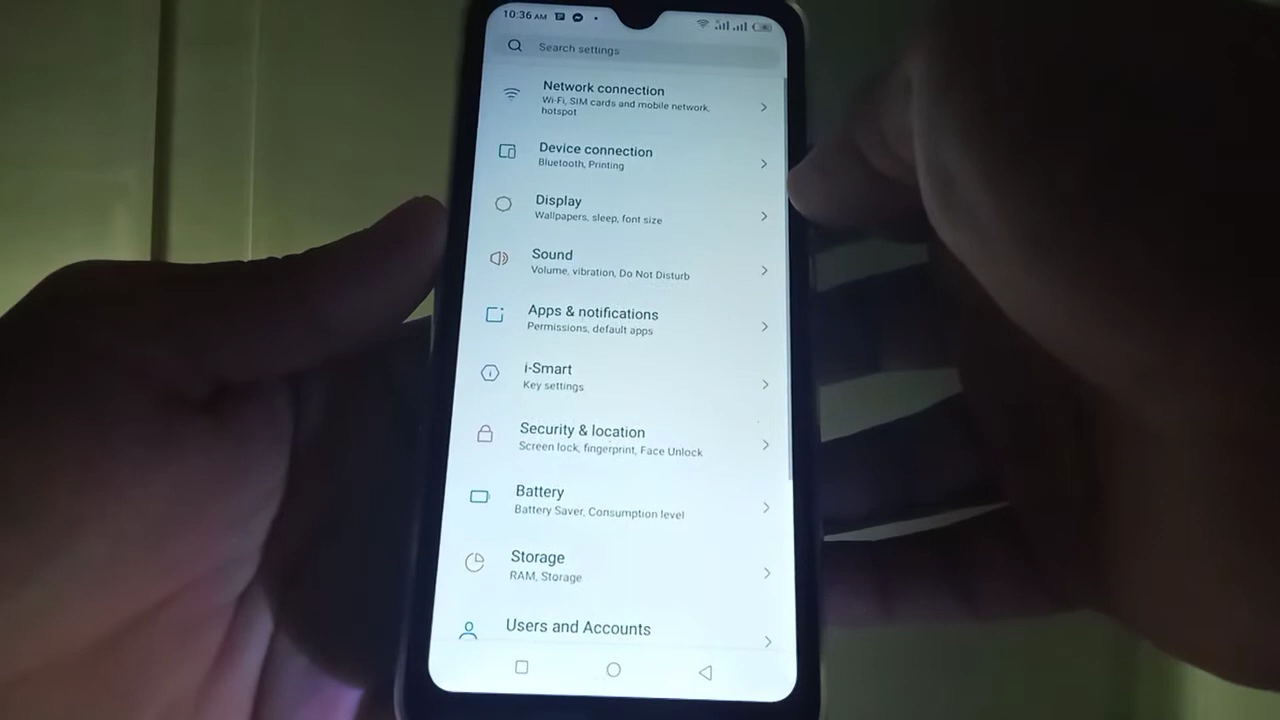 10:36 AM
Search settings
Network connection
Wi-Fi, SIM cards and mobile network,
hotspot
Device connection
Bluetooth, Printing
Display
Wallpapers, sleep, font size
Sound
Volume, vibration, Do Not Disturb
Apps & notifications
Permissions, default apps
i-Smart
Key settings
Security & location
Screen lock, fingerprint, Face Unlock
Battery
Battery Saver, Consumption level
Storage
RAM, Storage
Users and Accounts